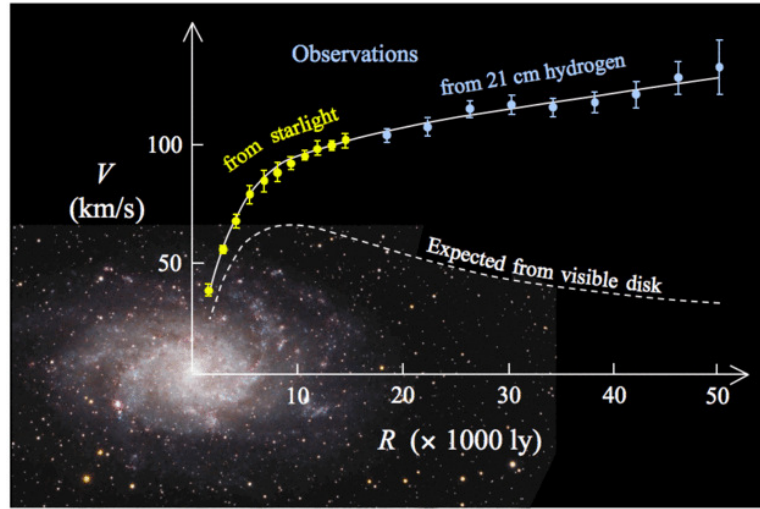 Observations
from 21 cm hydrogen
from starlight
100
V
(km/s)
50
Expected from visible disk
10 20 30 40 50
R (× 1000 ly)